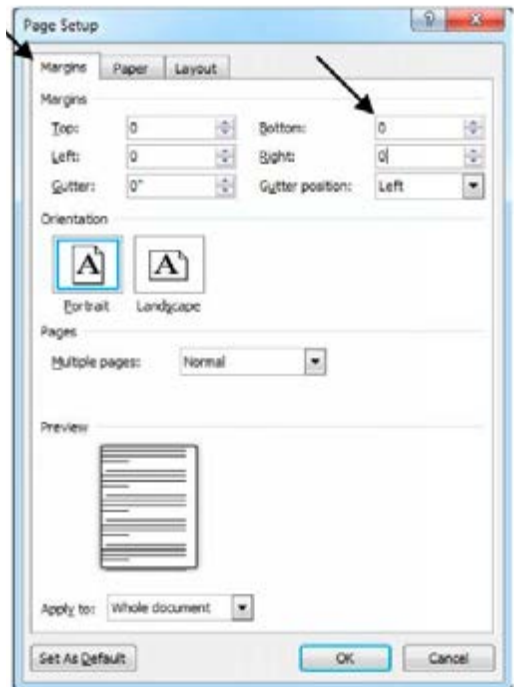 Page Setup
Margins Paper Layout
Margins
Top: 0 Bottom: 0
Left: 0 Right: 0
Gutter: 0" Gutter position: Left
Orientation
A A
Portrait Landscape
Pages
Multiple pages: Normal
Preview
Apply to: Whole document
Set As Default OK Cancel